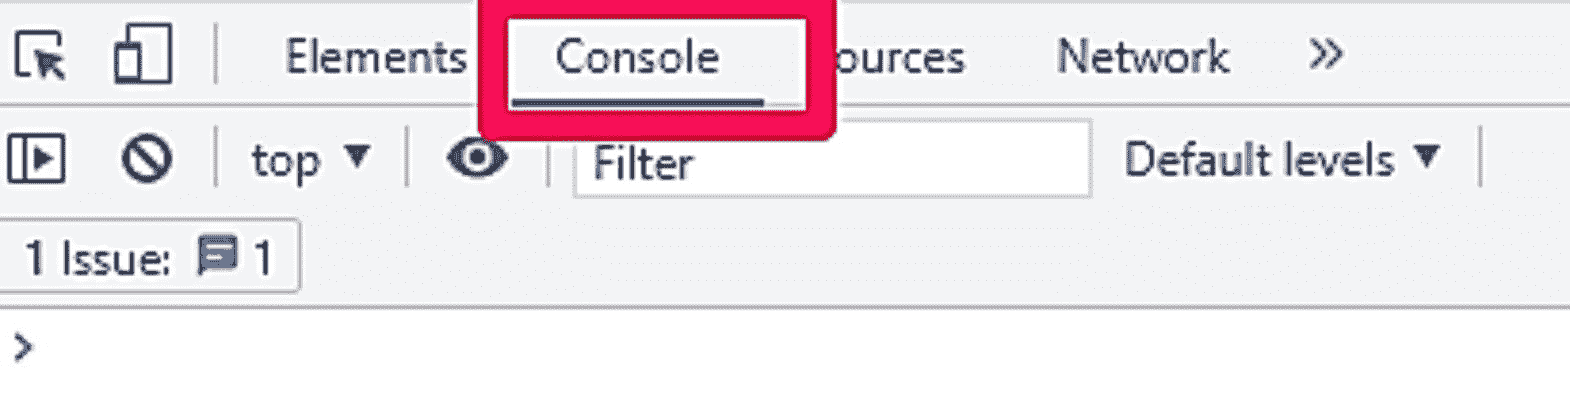 Elements Console ources Network
top Filter Default levels
1 Issue: 1